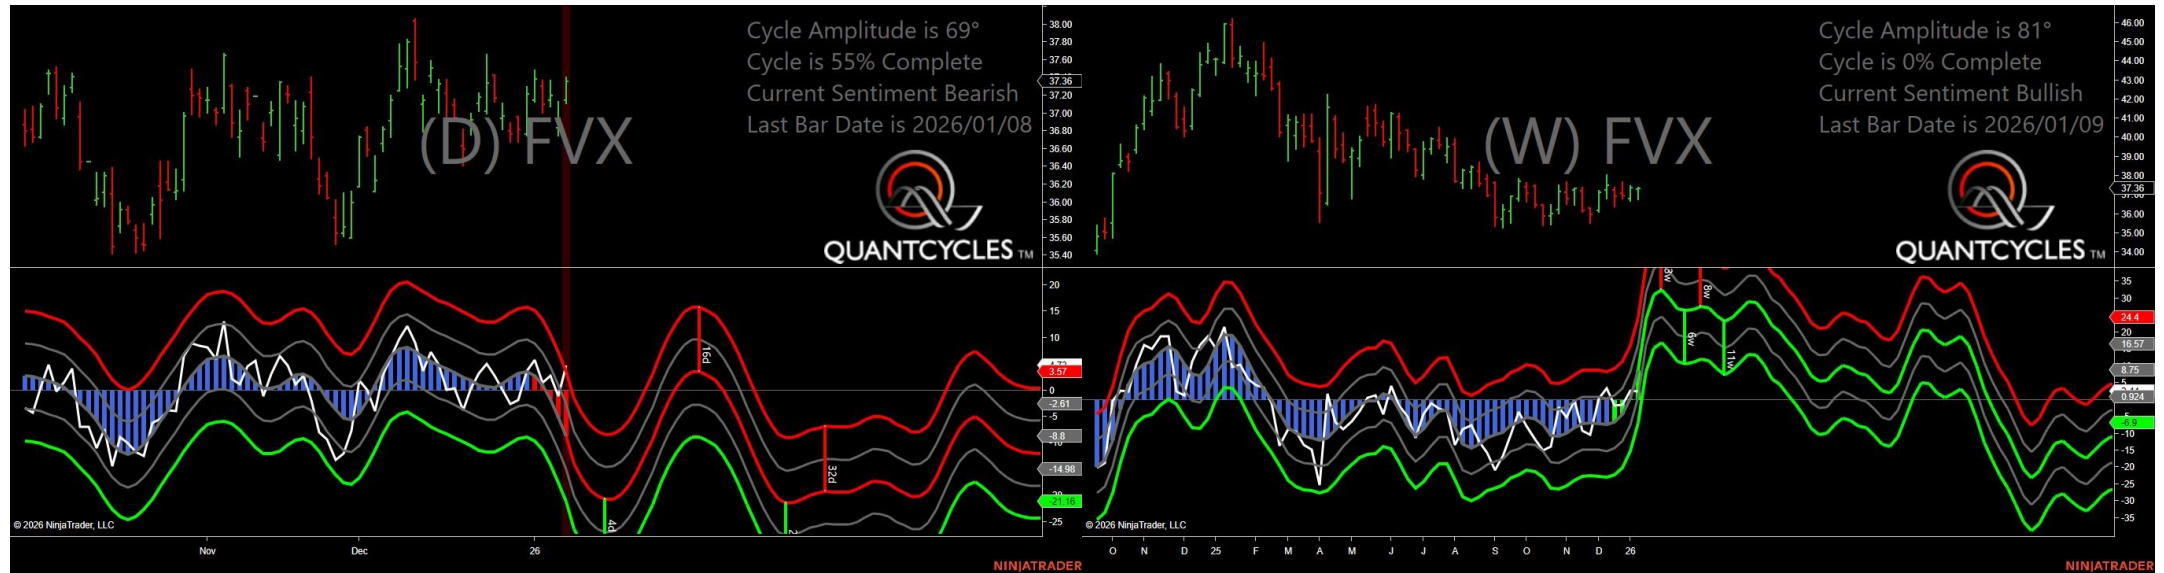 Cycle Amplitude is 69°
Cycle is 55% Complete
Current Sentiment Bearish
Last Bar Date is 2026/01/08
(D) FVX
QUANTCYCLES TM
38.00
37.80
37.60
37.36
37.20
37.00
36.80
36.60
36.40
36.20
36.00
35.80
35.60
35.40
20
15
10
3.57
0
-2.61
-5
-8.8
-14.98
-21.16
-25
16d
32d
4d
2
© 2026 NinjaTrader, LLC
Nov
Dec
26
NINJATRADER
Cycle Amplitude is 81°
Cycle is 0% Complete
Current Sentiment Bullish
Last Bar Date is 2026/01/09
(W) FVX
QUANTCYCLES TM
46.00
45.00
44.00
43.00
42.00
41.00
40.00
39.00
38.00
37.36
36.00
35.00
34.00
35
30
24.4
20
16.57
8.75
5
0.924
-6.9
-10
-15
-20
-25
-30
-35
8w
8w
6w
11w
© 2026 NinjaTrader, LLC
O N D 25 F M A M J J A S O N D 26
NINJATRADER